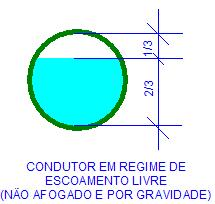 1/3
2/3
CONDUTOR EM REGIME DE
ESCOAMENTO LIVRE
(NÃO AFOGADO E POR GRAVIDADE)